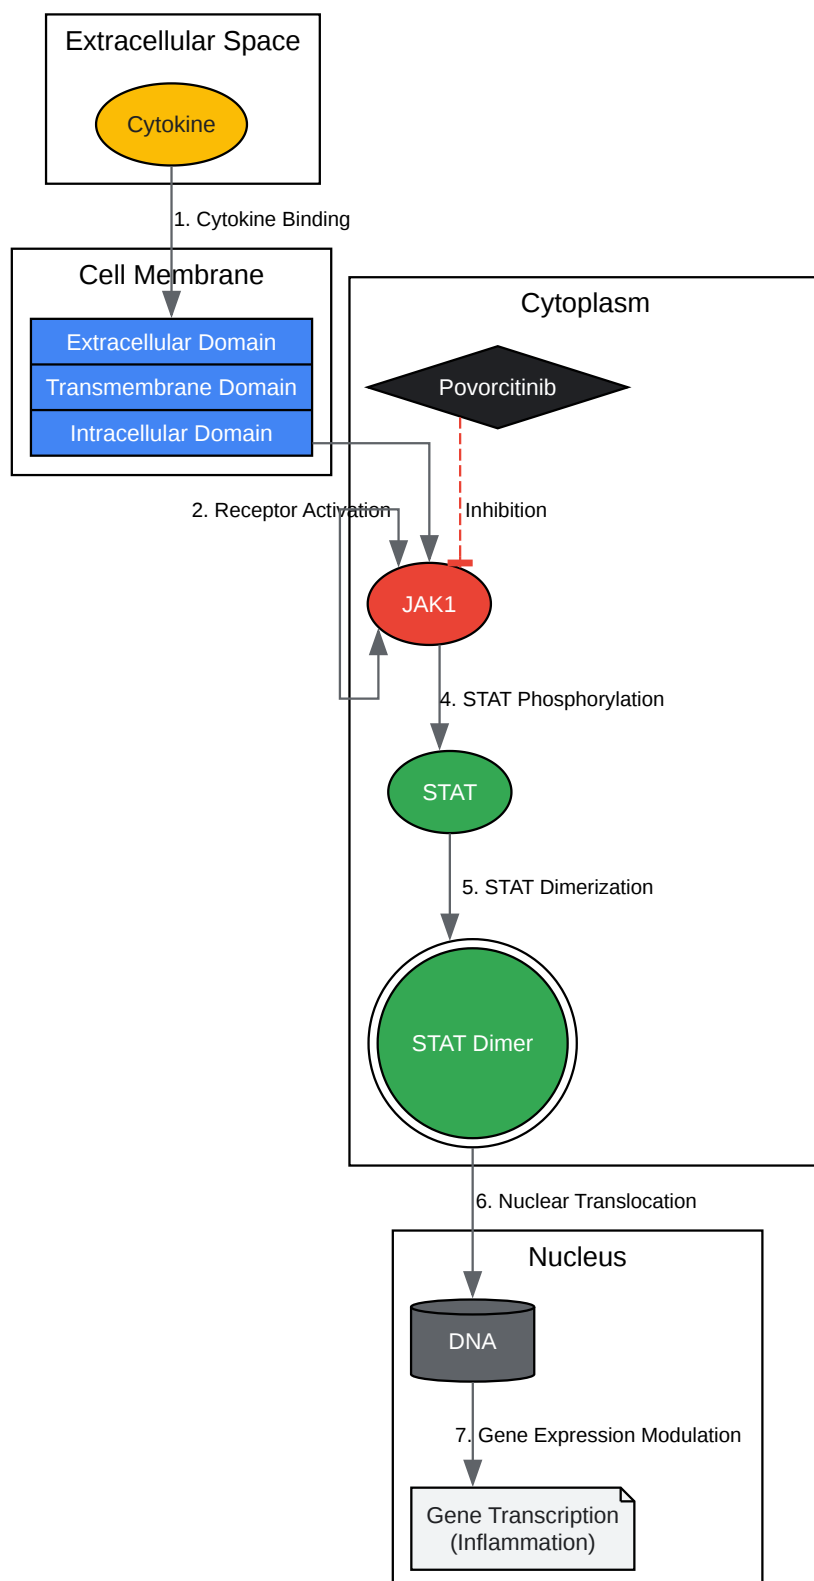 Extracellular Space
Cytokine
1. Cytokine Binding
Cell Membrane
Extracellular Domain
Transmembrane Domain
Intracellular Domain
Cytoplasm
Povorcitinib
2. Receptor Activation
Inhibition
JAK1
4. STAT Phosphorylation
STAT
5. STAT Dimerization
STAT Dimer
6. Nuclear Translocation
Nucleus
DNA
7. Gene Expression Modulation
Gene Transcription
(Inflammation)